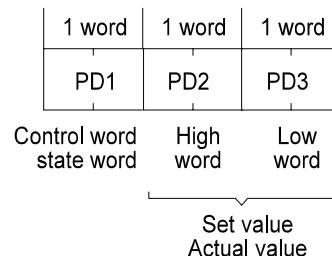 1 word 1 word 1 word
PD1 PD2 PD3
Control word High Low
state word word word
Set value
Actual value